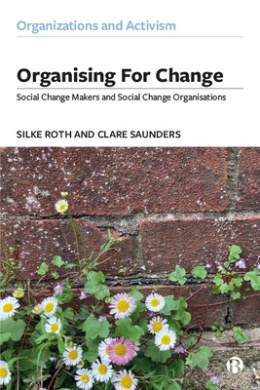 Organizations and Activism
Organising For Change
Social Change Makers and Social Change Organisations
SILKE ROTH AND CLARE SAUNDERS